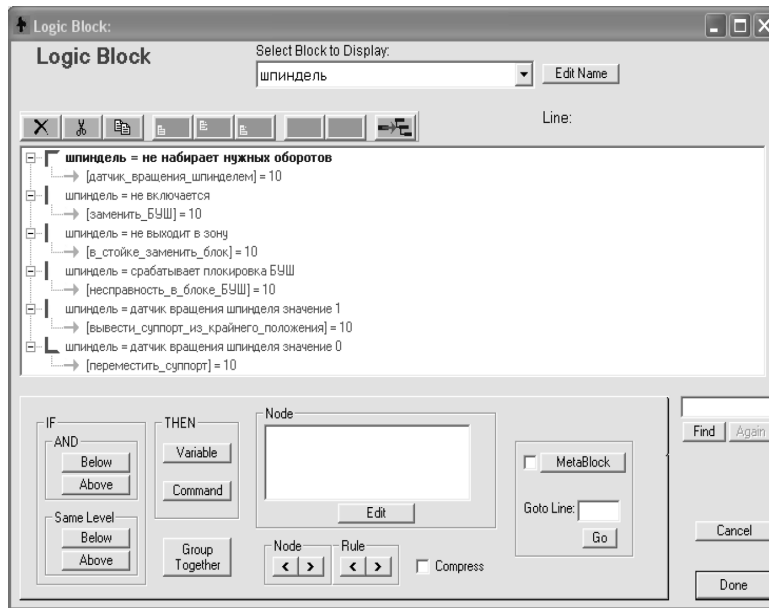 Logic Block:
Logic Block
Select Block to Display:
шпиндель
Edit Name
Line:
шпиндель = не набирает нужных оборотов
[датчик_вращения_шпинделем] = 10
шпиндель = не включается
[заменить_БУШ] = 10
шпиндель = не выходит в зону
[в_стойке_заменить_блок] = 10
шпиндель = срабатывает плокировка БУШ
[несправность_в_блоке_БУШ] = 10
шпиндель = датчик вращения шпинделя значение 1
[вывести_суппорт_из_крайнего_положения] = 10
шпиндель = датчик вращения шпинделя значение 0
[переместить_суппорт] = 10
IF
AND
Below
Above
Same Level
Below
Above
THEN
Variable
Command
Group
Together
Node
Edit
Node
< >
Rule
< >
Compress
MetaBlock
Goto Line:
Go
Find
Again
Cancel
Done